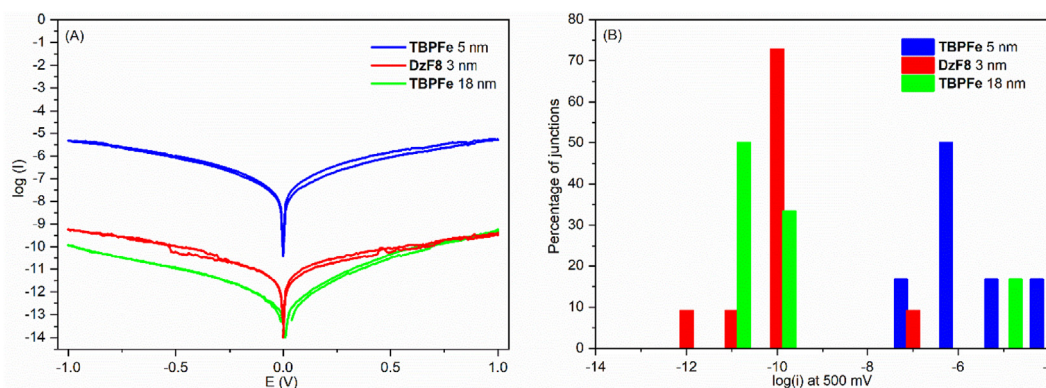 (A)
TBPFe 5 nm
DzF8 3 nm
TBPFe 18 nm
log (I)
0
-1
-2
-3
-4
-5
-6
-7
-8
-9
-10
-11
-12
-13
-14
-1.0 -0.5 0.0 0.5 1.0
E (V)
(B)
TBPFe 5 nm
DzF8 3 nm
TBPFe 18 nm
Percentage of junctions
80
70
60
50
40
30
20
10
0
-14 -12 -10 -8 -6 -4
log(i) at 500 mV